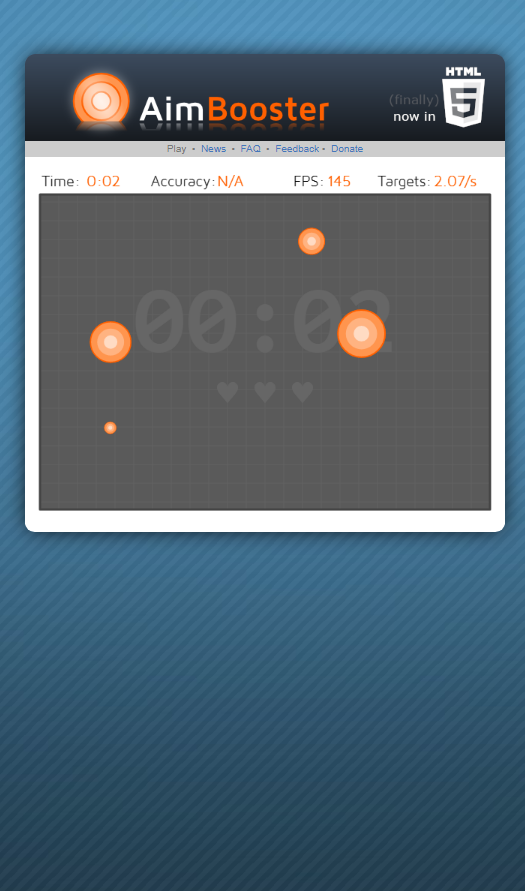 HTML
5
AimBooster
(finally)
now in
Play • News • FAQ • Feedback • Donate
Time: 0:02 Accuracy: N/A FPS: 145 Targets: 2.07/s
00:02